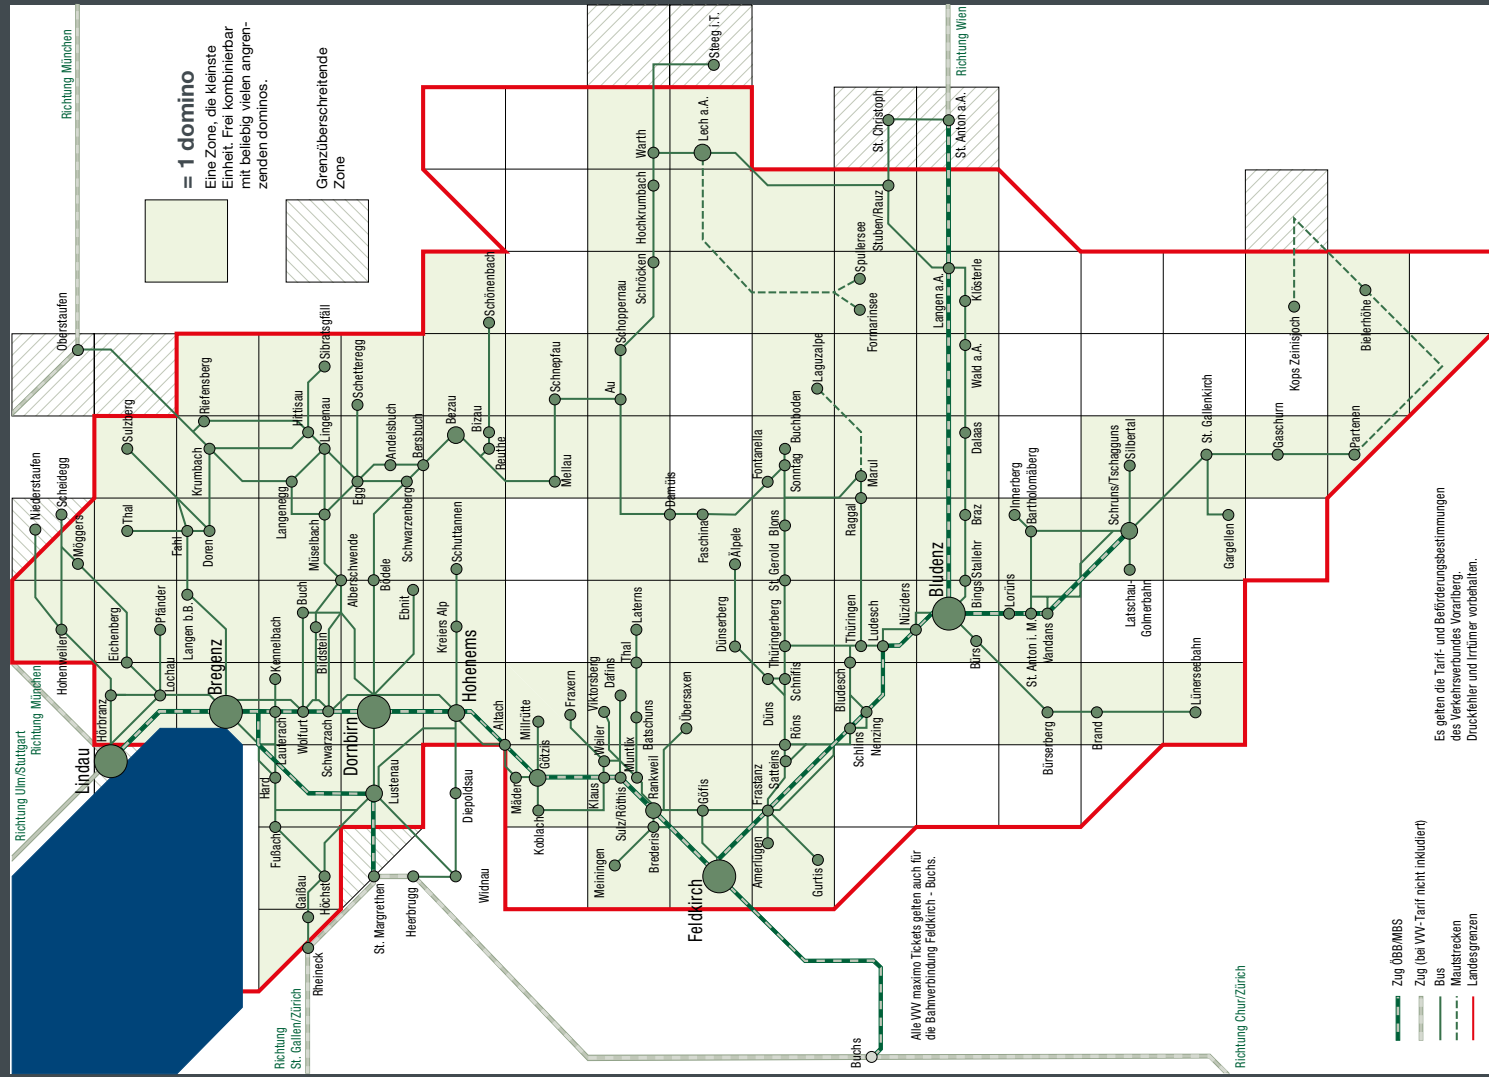 Richtung München
= 1 domino
Eine Zone, die kleinste
Einheit. Frei kombinierbar
mit beliebig vielen angren-
zenden dominos.
Grenzüberschreitende
Zone
Richtung Wien
Steeg i.T.
Lech a.A.
Warth
Hochkrumbach
Schröcken
St. Christoph
St. Anton a.A.
Stuben/Rauz
Spullersee
Formarinsee
Langen a.A.
Klösterle
Wald a.A.
Dalaas
Braz
Oberstaufen
Sibratsgfäll
Schönenbach
Schoppernau
Schnepfau
Au
Laguzalpe
Kops Zeinisjoch
Bielerhöhe
Riefensberg
Sulzberg
Hittisau
Lingenau
Schetteregg
Andelsbuch
Bersbuch
Bezau
Bizau
Reuthe
Mellau
Krumbach
Langenegg
Egg
Schwarzenberg
Müselbach
Damüls
Faschina
Fontanella
Buchboden
Sonntag
Marul
Raggal
Blons
St. Gerold
Älpele
Dünserberg
Thüringerberg
Thüringen
Ludesch
Niederstaufen
Scheidegg
Möggers
Thal
Fahl
Doren
Alberschwende
Bödele
Ebnit
Schuttannen
Kreiers Alp
Buch
Bildstein
Kennelbach
Langen b.B.
Pfänder
Eichenberg
Hohenweiler
Hörbranz
Lochau
Lindau
Bregenz
Lauterach
Wolfurt
Schwarzach
Dornbirn
Hohenems
Altach
Hard
Lustenau
Fußach
Höchst
Gaißau
Rheineck
St. Margrethen
Heerbrugg
Widnau
Diepoldsau
Mäder
Götzis
Koblach
Millrütte
Fraxern
Viktorsberg
Dafins
Laterns
Thal
Batschuns
Übersaxen
Weiler
Klaus
Sulz/Röthis
Muntlix
Rankweil
Brederis
Meiningen
Göfis
Feldkirch
Frastanz
Amerlügen
Gurtis
Satteins
Röns
Düns
Schnifis
Schlins
Nenzing
Bludesch
Nüziders
Bludenz
Bürs
Bings
Stallehr
Lorüns
St. Anton i. M.
Vandans
Innerberg
Bartholomäberg
Schruns/Tschagguns
Silbertal
Latschau-
Golmerbahn
St. Gallenkirch
Gargellen
Gaschurn
Partenen
Bürserberg
Brand
Lünerseebahn
Richtung Ulm/Stuttgart
Richtung München
Richtung
St. Gallen/Zürich
Buchs
Richtung Chur/Zürich
Alle VVV maximo Tickets gelten auch für
die Bahnverbindung Feldkirch - Buchs.
Es gelten die Tarif- und Beförderungsbestimmungen
des Verkehrsverbundes Vorarlberg.
Druckfehler und Irrtümer vorbehalten.
Zug ÖBB/MBS
Zug (bei VVV-Tarif nicht inkludiert)
Bus
Mautstrecken
Landesgrenzen